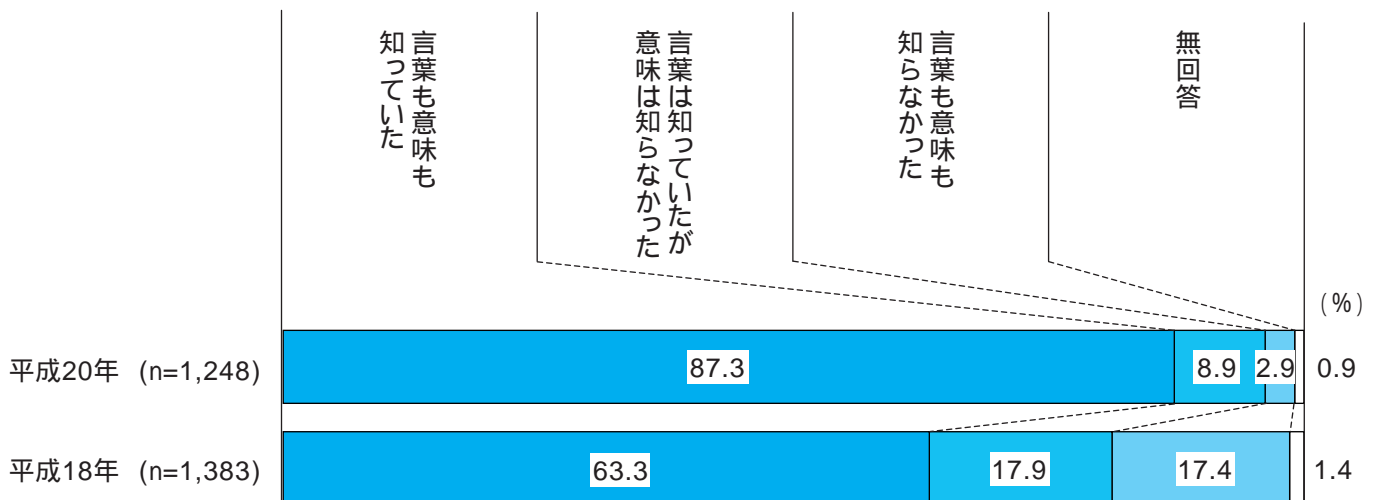 言葉も意味も
知っていた
言葉は知っていたが
意味は知らなかった
言葉も意味も
知らなかった
無回答
(%)
平成20年 (n=1,248) 87.3 8.9 2.9 0.9
平成18年 (n=1,383) 63.3 17.9 17.4 1.4